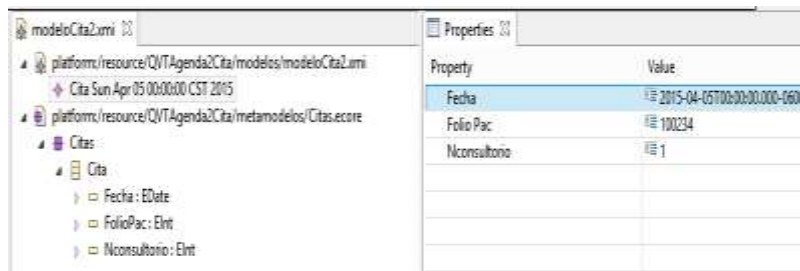 modeloCita2.xmi
platform:/resource/QVTAgenda2Cita/modelos/modeloCita2.xmi
Cita Sun Apr 05 00:00:00 CST 2015
platform:/resource/QVTAgenda2Cita/metamodelos/Citas.ecore
Citas
Cita
Fecha : EDate
FolioPac : EInt
Nconsultorio : EInt
Properties
Property Value
Fecha 2015-04-05T00:00:00.000-0600
Folio Pac 100234
Nconsultorio 1